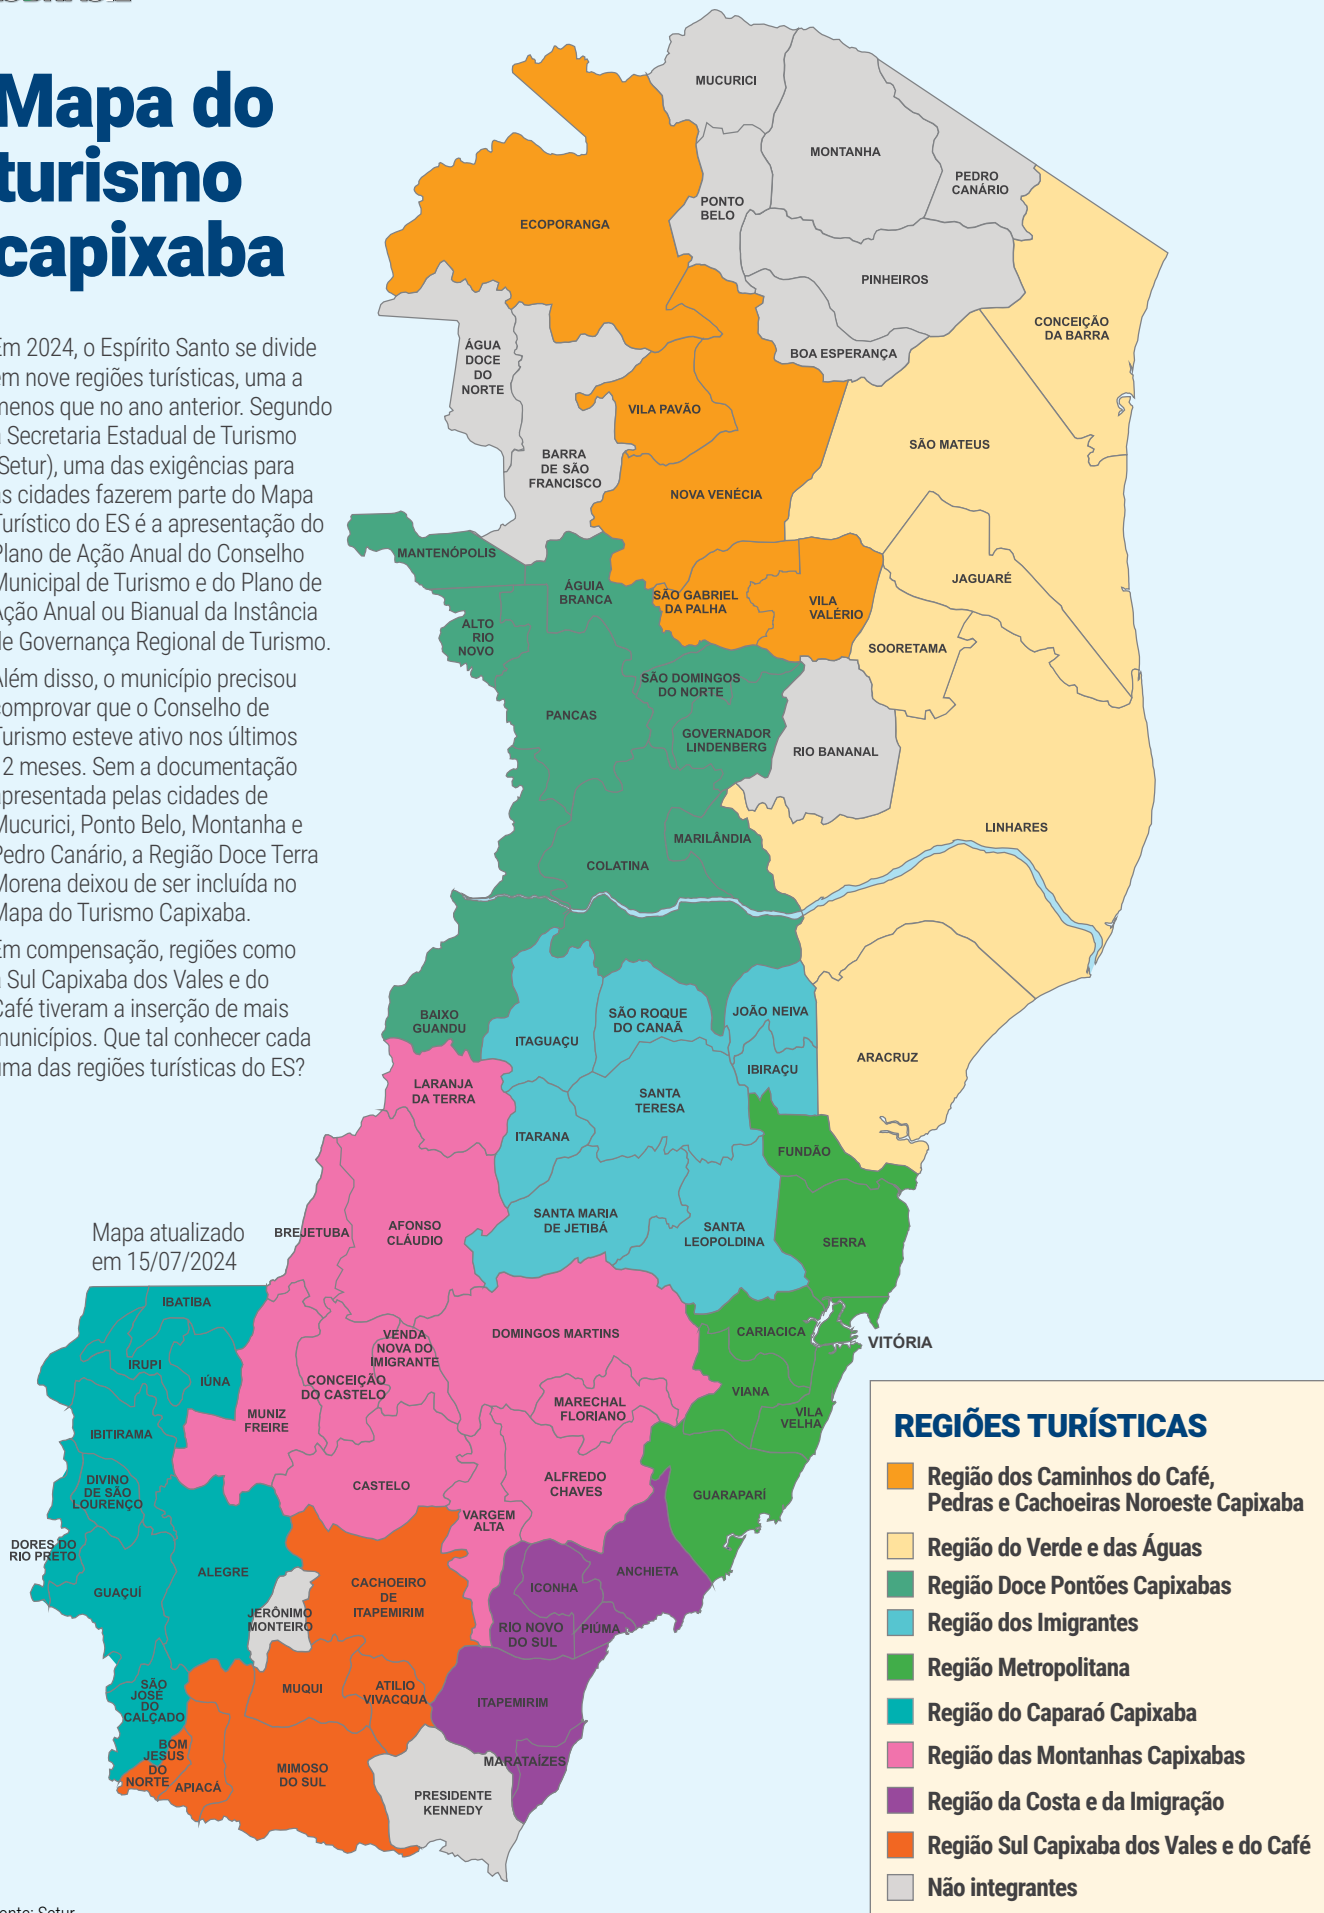 Mapa do
turismo
capixaba
Em 2024, o Espírito Santo se divide
em nove regiões turísticas, uma a
menos que no ano anterior. Segundo
a Secretaria Estadual de Turismo
(Setur), uma das exigências para
as cidades fazerem parte do Mapa
Turístico do ES é a apresentação do
Plano de Ação Anual do Conselho
Municipal de Turismo e do Plano de
Ação Anual ou Bianual da Instância
de Governança Regional de Turismo.
Além disso, o município precisou
comprovar que o Conselho de
Turismo esteve ativo nos últimos
12 meses. Sem a documentação
apresentada pelas cidades de
Mucurici, Ponto Belo, Montanha e
Pedro Canário, a Região Doce Terra
Morena deixou de ser incluída no
Mapa do Turismo Capixaba.
Em compensação, regiões como
a Sul Capixaba dos Vales e do
Café tiveram a inserção de mais
municípios. Que tal conhecer cada
uma das regiões turísticas do ES?
Mapa atualizado
em 15/07/2024
MUCURICI
MONTANHA
PEDRO
CANÁRIO
PONTO
BELO
ECOPORANGA
PINHEIROS
CONCEIÇÃO
DA BARRA
BOA ESPERANÇA
ÁGUA
DOCE
DO
NORTE
VILA PAVÃO
SÃO MATEUS
BARRA
DE SÃO
FRANCISCO
NOVA VENÉCIA
MANTENÓPOLIS
ÁGUIA
BRANCA
SÃO GABRIEL
DA PALHA
VILA
VALÉRIO
JAGUARÉ
ALTO
RIO
NOVO
SOORETAMA
SÃO DOMINGOS
DO NORTE
PANCAS
GOVERNADOR
LINDENBERG
RIO BANANAL
LINHARES
MARILÂNDIA
COLATINA
BAIXO
GUANDU
SÃO ROQUE
DO CANAÃ
JOÃO NEIVA
ITAGUAÇU
ARACRUZ
IBIRAÇU
LARANJA
DA TERRA
SANTA
TERESA
ITARANA
FUNDÃO
BREJETUBA
AFONSO
CLÁUDIO
SANTA MARIA
DE JETIBÁ
SANTA
LEOPOLDINA
SERRA
IBATIBA
VENDA
NOVA DO
IMIGRANTE
DOMINGOS MARTINS
CARIACICA
VITÓRIA
IRUPI
IÚNA
CONCEIÇÃO
DO CASTELO
VIANA
MARECHAL
FLORIANO
VILA
VELHA
MUNIZ
FREIRE
IBITIRAMA
DIVINO
DE SÃO
LOURENÇO
CASTELO
ALFREDO
CHAVES
GUARAPARÍ
VARGEM
ALTA
DORES DO
RIO PRETO
ALEGRE
GUAÇUÍ
CACHOEIRO
DE
ITAPEMIRIM
ANCHIETA
ICONHA
JERÔNIMO
MONTEIRO
RIO NOVO
DO SUL
PIÚMA
SÃO
JOSÉ
DO
CALÇADO
MUQUI
ATILIO
VIVACQUA
ITAPEMIRIM
BOM
JESUS
DO
NORTE
APIACÁ
MIMOSO
DO SUL
MARATAÍZES
PRESIDENTE
KENNEDY
REGIÕES TURÍSTICAS
Região dos Caminhos do Café,
Pedras e Cachoeiras Noroeste Capixaba
Região do Verde e das Águas
Região Doce Pontões Capixabas
Região dos Imigrantes
Região Metropolitana
Região do Caparaó Capixaba
Região das Montanhas Capixabas
Região da Costa e da Imigração
Região Sul Capixaba dos Vales e do Café
Não integrantes